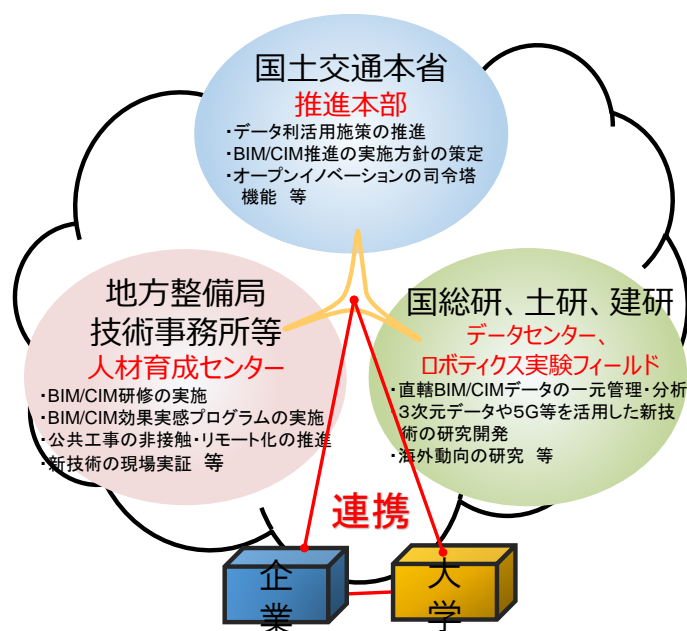 国土交通本省
推進本部
・データ利活用施策の推進
・BIM/CIM推進の実施方針の策定
・オープンイノベーションの司令塔
機能 等
地方整備局
技術事務所等
人材育成センター
・BIM/CIM研修の実施
・BIM/CIM効果実感プログラムの実施
・公共工事の非接触・リモート化の推進
・新技術の現場実証 等
国総研、土研、建研
データセンター、
ロボティクス実験フィールド
・直轄BIM/CIMデータの一元管理・分析
・3次元データや5G等を活用した新技
術の研究開発
・海外動向の研究 等
連携
企
業
大
学